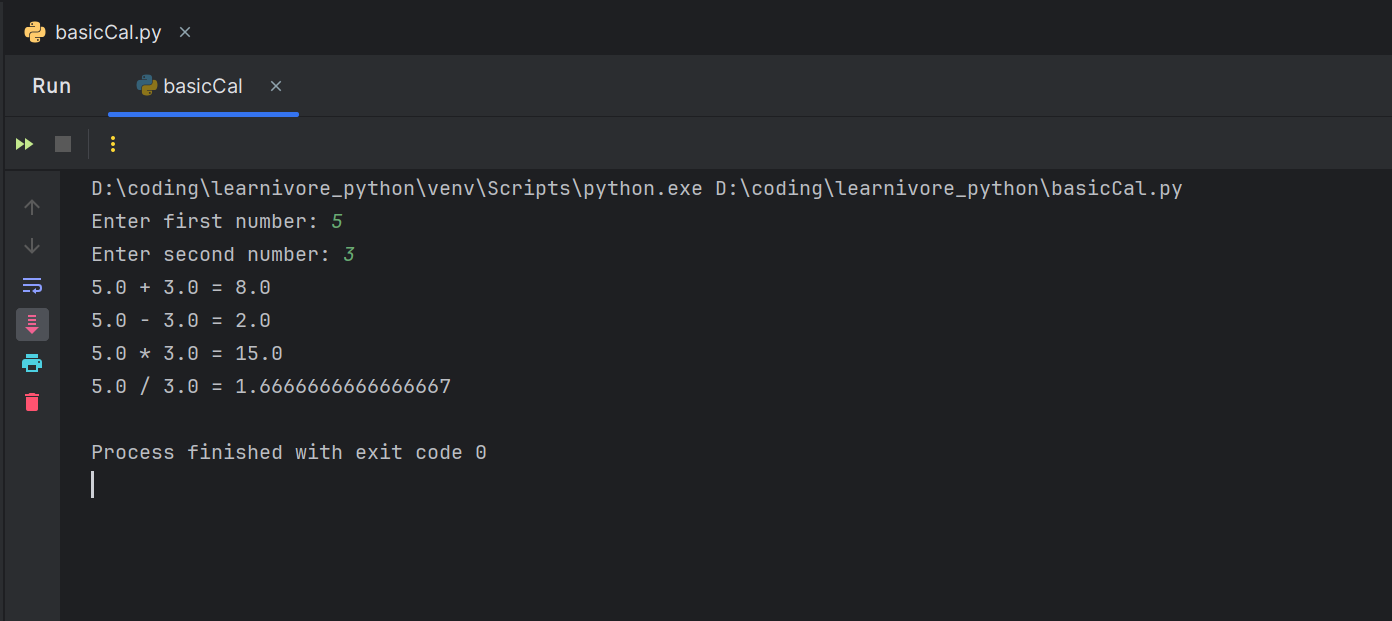 basicCal.py
Run basicCal
D:\coding\learnivore_python\venv\Scripts\python.exe D:\coding\learnivore_python\basicCal.py
Enter first number: 5
Enter second number: 3
5.0 + 3.0 = 8.0
5.0 - 3.0 = 2.0
5.0 * 3.0 = 15.0
5.0 / 3.0 = 1.6666666666666667
Process finished with exit code 0